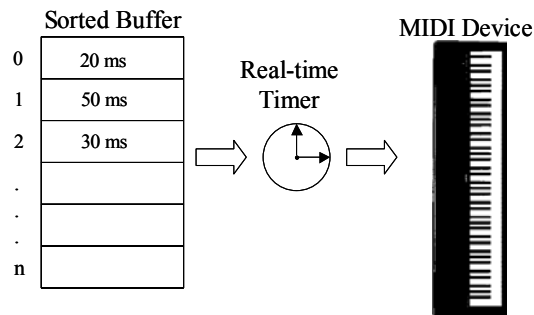 Sorted Buffer
MIDI Device
Real-time
Timer
0 20 ms
1 50 ms
2 30 ms
.
.
.
n